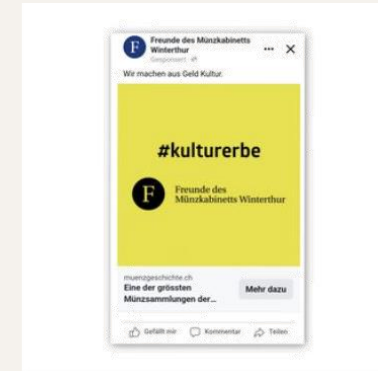 Freunde des Münzkabinetts
Winterthur
Gesponsert
Wir machen aus Geld Kultur.
#kulturerbe
F
Freunde des
Münzkabinetts Winterthur
muenzgeschichte.ch
Eine der grössten
Münzsammlungen der...
Mehr dazu
Gefällt mir
Kommentar
Teilen